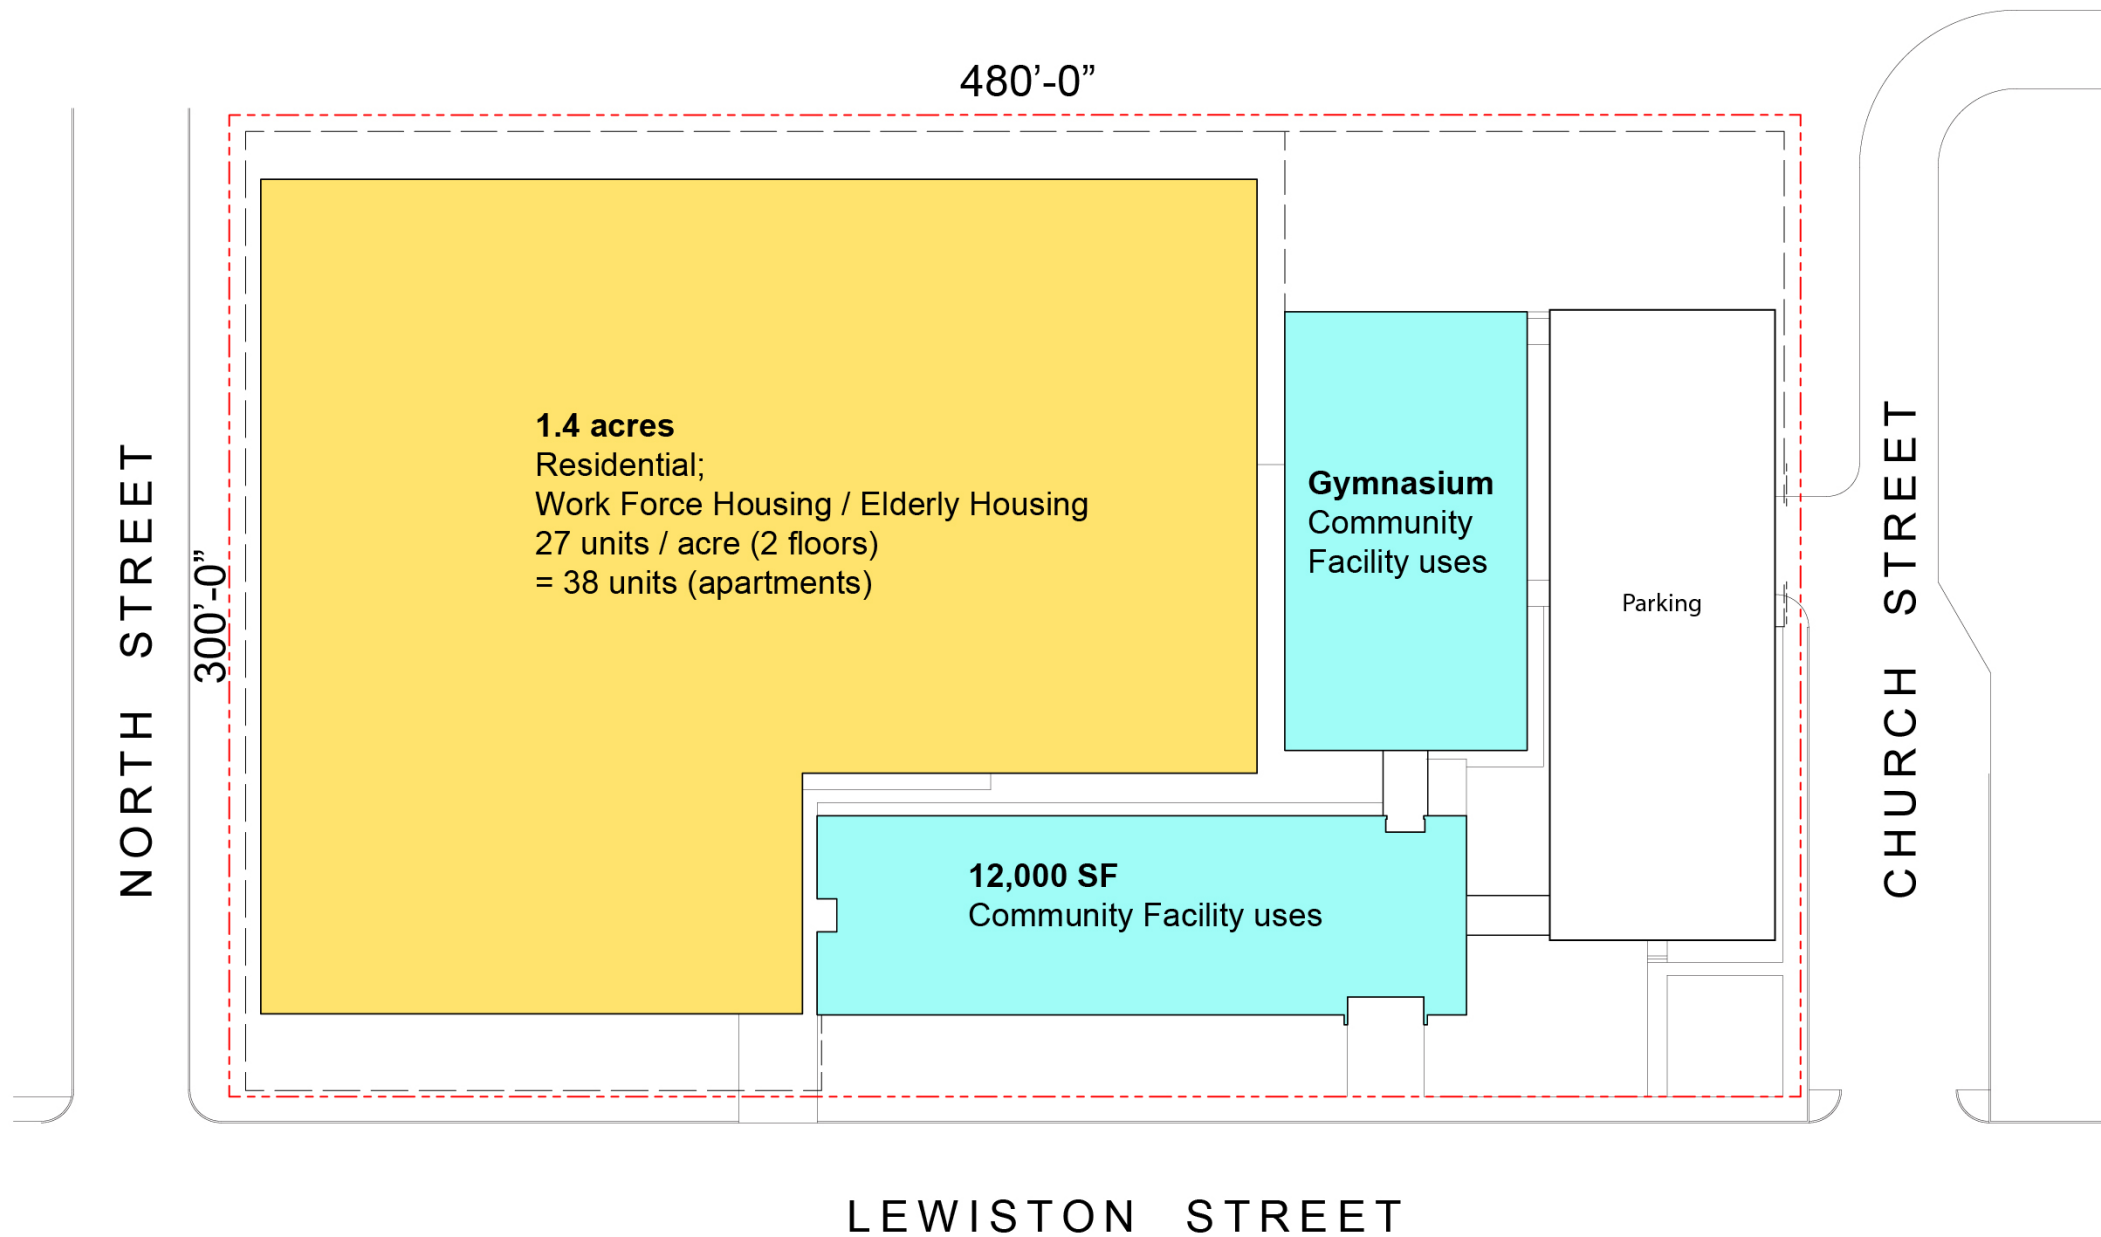 480’-0”
NORTH STREET
300’-0”
1.4 acres
Residential;
Work Force Housing / Elderly Housing
27 units / acre (2 floors)
= 38 units (apartments)
Gymnasium
Community
Facility uses
Parking
CHURCH STREET
12,000 SF
Community Facility uses
LEWISTON STREET